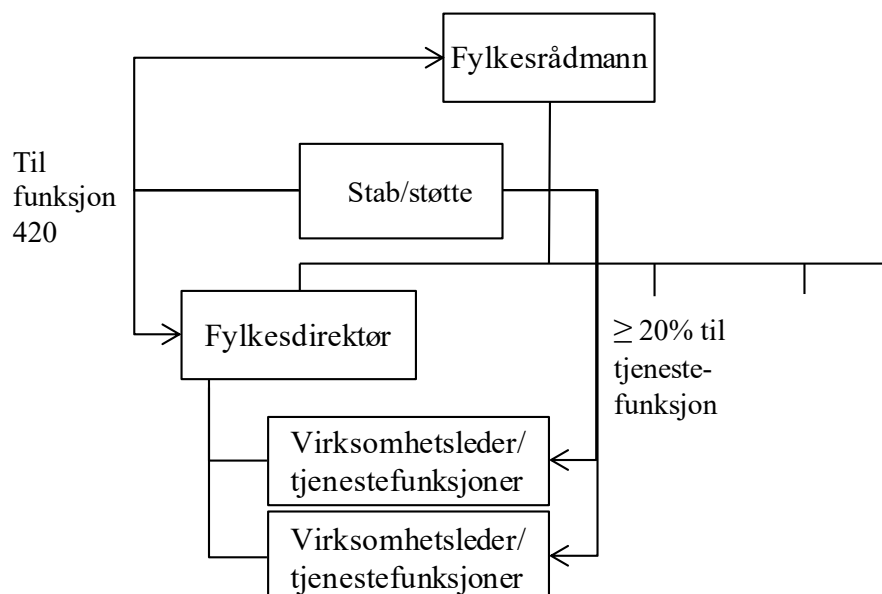 Fylkesrådmann
Til
funksjon
420
Stab/støtte
Fylkesdirektør
≥ 20% til
tjeneste-
funksjon
Virksomhetsleder/
tjenestefunksjoner
Virksomhetsleder/
tjenestefunksjoner